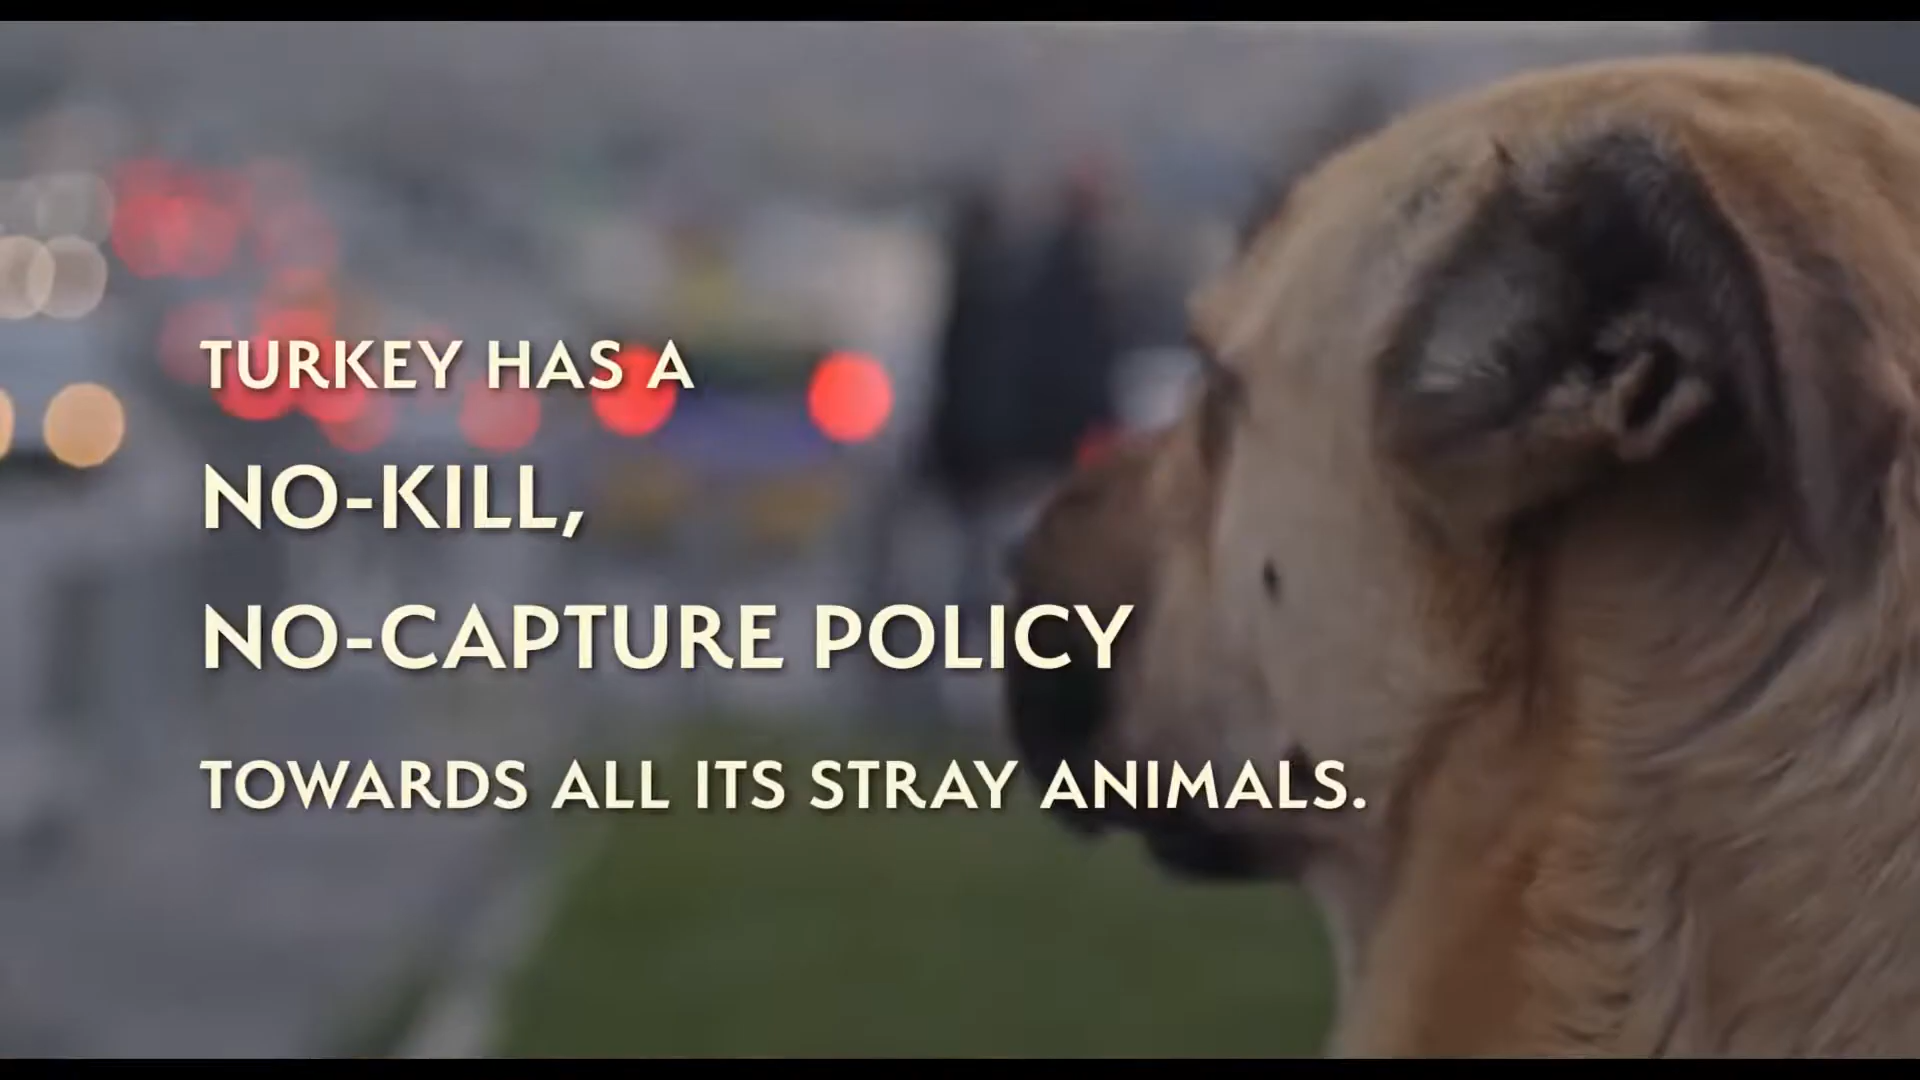 TURKEY HAS A
NO-KILL,
NO-CAPTURE POLICY
TOWARDS ALL ITS STRAY ANIMALS.